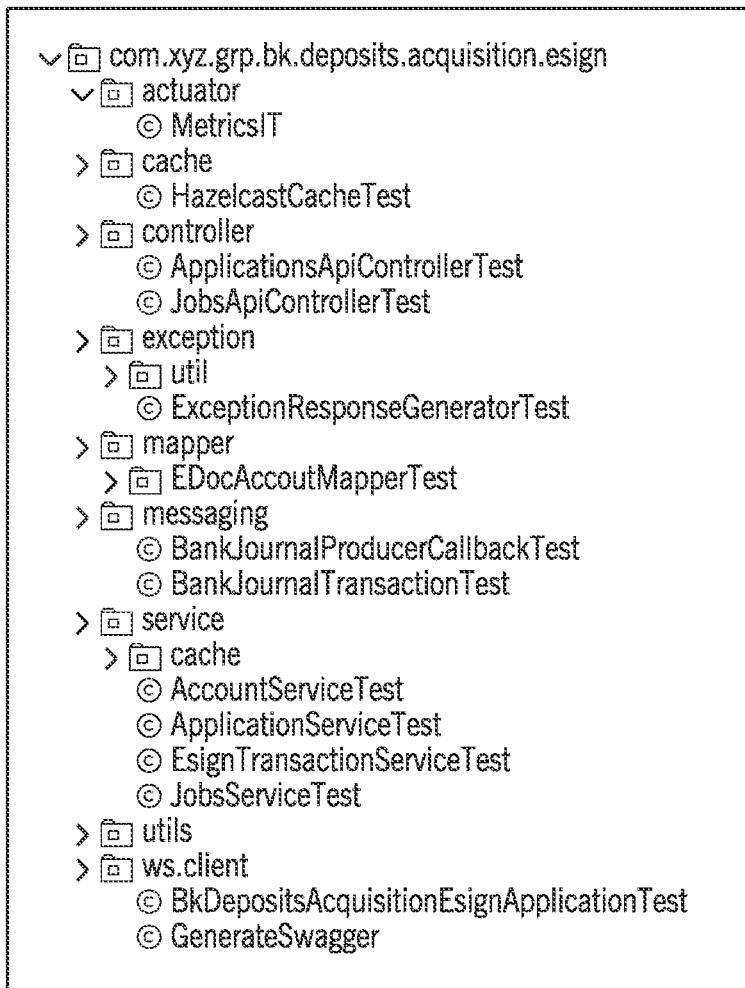 com.xyz.grp.bk.deposits.acquisition.esign
actuator
MetricsIT
cache
HazelcastCacheTest
controller
ApplicationsApiControllerTest
JobsApiControllerTest
exception
util
ExceptionResponseGeneratorTest
mapper
EDocAccoutMapperTest
messaging
BankJournalProducerCallbackTest
BankJournalTransactionTest
service
cache
AccountServiceTest
ApplicationServiceTest
EsignTransactionServiceTest
JobsServiceTest
utils
ws.client
BkDepositsAcquisitionEsignApplicationTest
GenerateSwagger